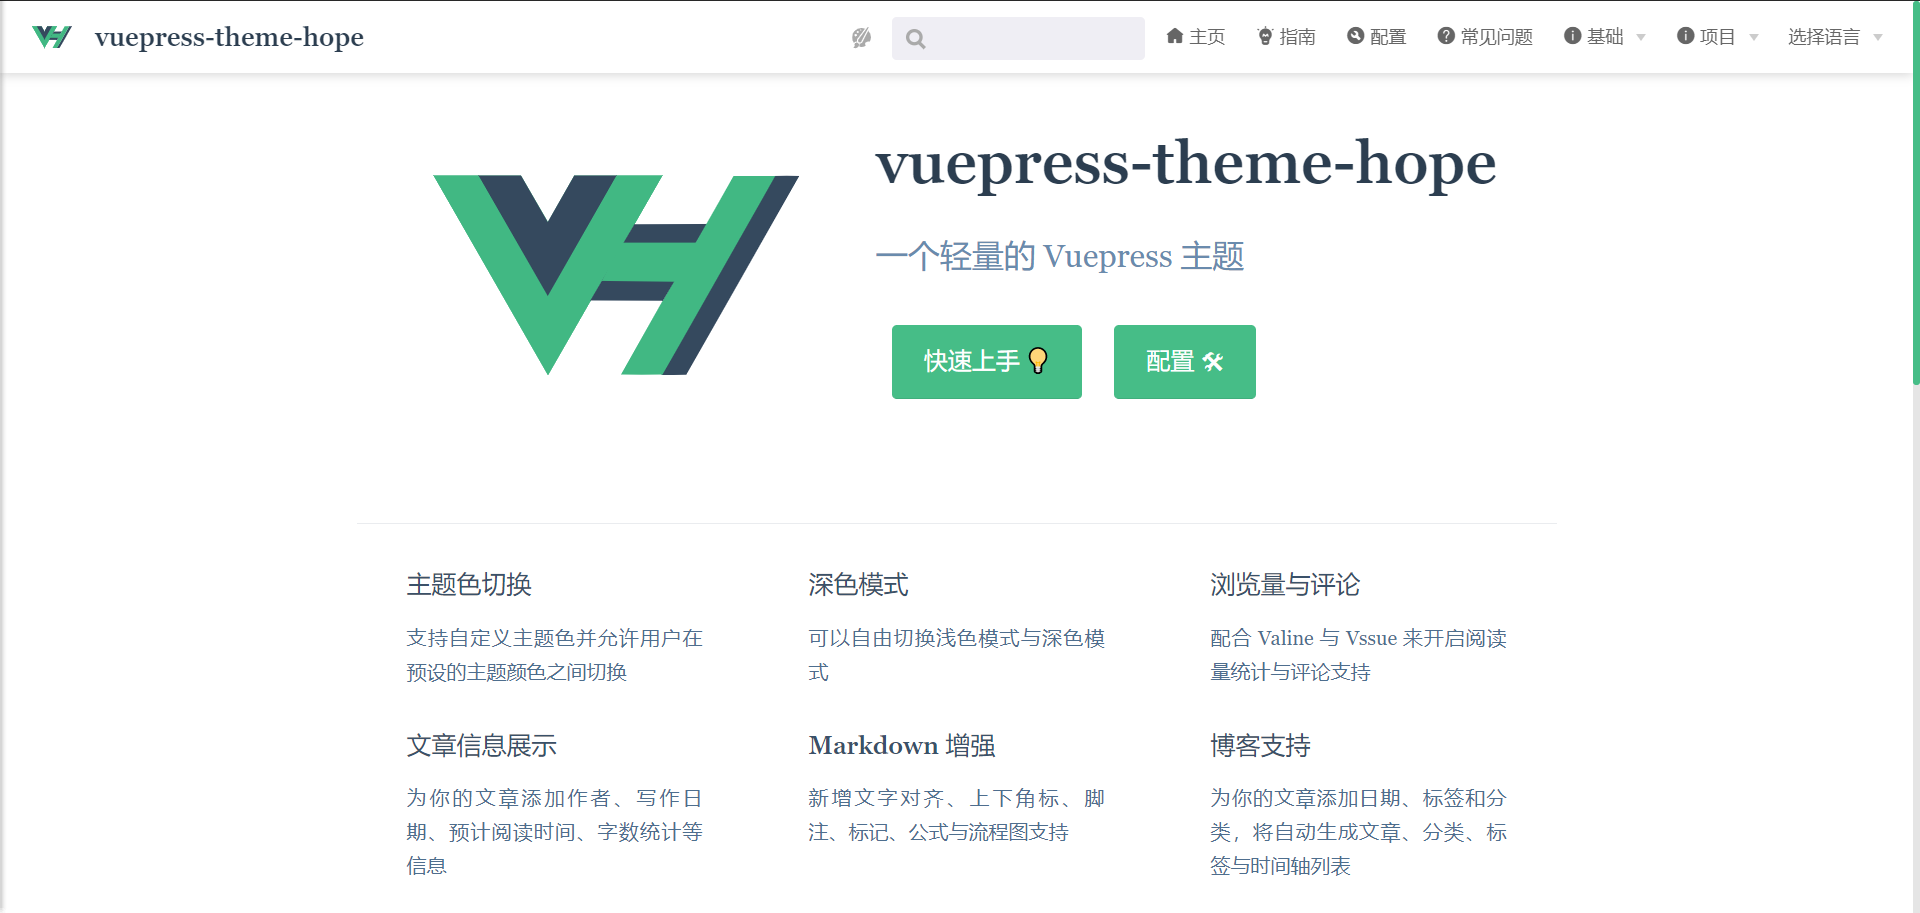 vuepress-theme-hope
主页 指南 配置 常见问题 基础 项目 选择语言
vuepress-theme-hope
一个轻量的 Vuepress 主题
快速上手💡 配置 🛠
主题色切换
支持自定义主题色并允许用户在
预设的主题颜色之间切换
深色模式
可以自由切换浅色模式与深色模
式
浏览量与评论
配合 Valine 与 Vssue 来开启阅读
量统计与评论支持
文章信息展示
为你的文章添加作者、写作日
期、预计阅读时间、字数统计等
信息
Markdown 增强
新增文字对齐、上下角标、脚
注、标记、公式与流程图支持
博客支持
为你的文章添加日期、标签和分
类，将自动生成文章、分类、标
签与时间轴列表